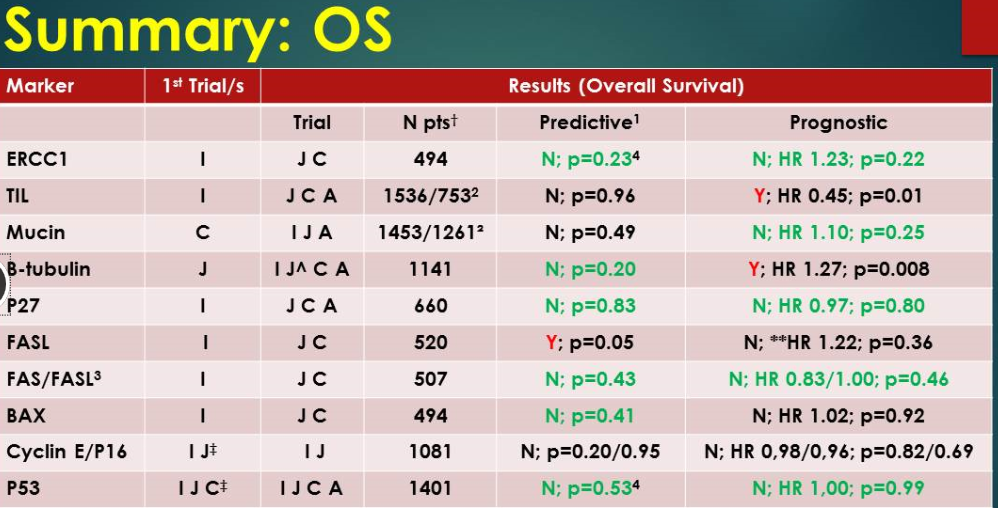 Summary: OS
Marker 1ˢᵗ Trial/s Results (Overall Survival)
Trial N pts† Predictive¹ Prognostic
ERCC1 I J C 494 N; p=0.23⁴ N; HR 1.23; p=0.22
TIL I J C A 1536/753² N; p=0.96 Y; HR 0.45; p=0.01
Mucin C I J A 1453/1261² N; p=0.49 N; HR 1.10; p=0.25
B-tubulin J I J^ C A 1141 N; p=0.20 Y; HR 1.27; p=0.008
P27 I J C A 660 N; p=0.83 N; HR 0.97; p=0.80
FASL I J C 520 Y; p=0.05 N; **HR 1.22; p=0.36
FAS/FASL³ I J C 507 N; p=0.43 N; HR 0.83/1.00; p=0.46
BAX I J C 494 N; p=0.41 N; HR 1.02; p=0.92
Cyclin E/P16 I J‡ I J 1081 N; p=0.20/0.95 N; HR 0,98/0,96; p=0.82/0.69
P53 I J C‡ I J C A 1401 N; p=0.53⁴ N; HR 1,00; p=0.99